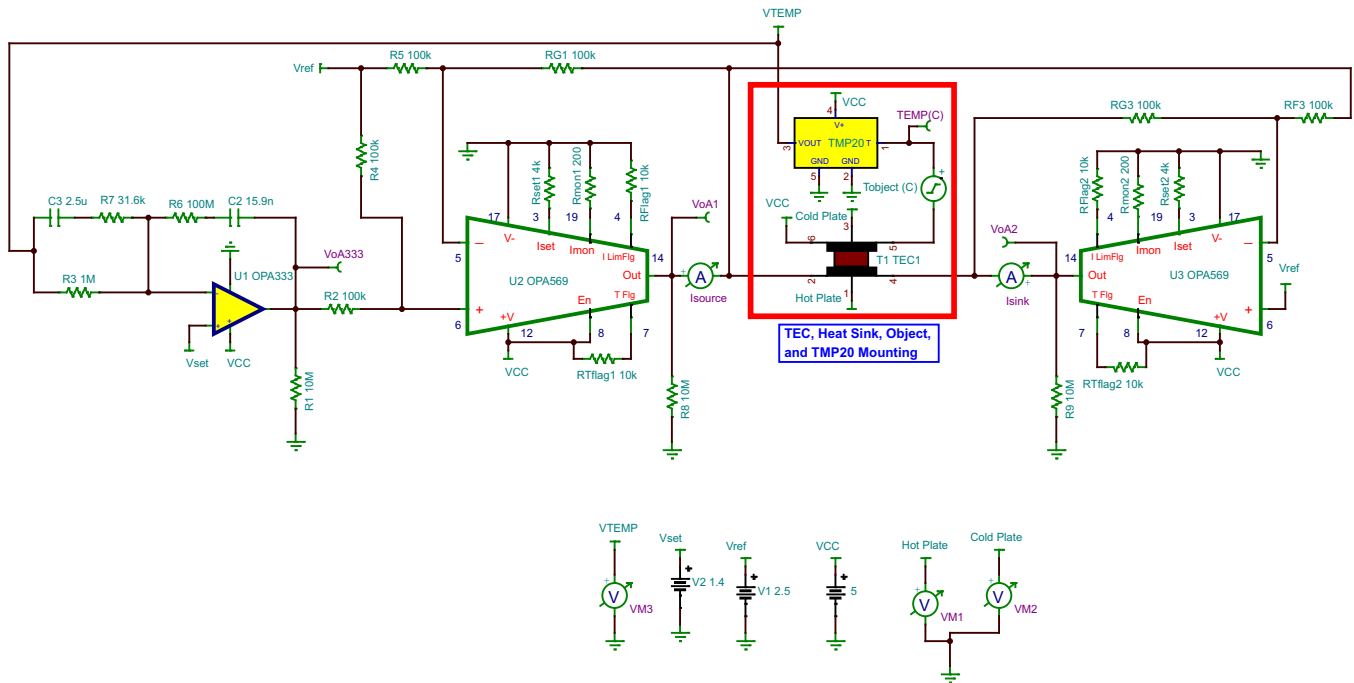 VTEMP
R5 100k
RG1 100k
Vref
R4 100k
VCC
TEMP(C)
4
V+
VOUT
TMP20
T
3
1
GND
GND
5
2
Tobject (C)
RG3 100k
RF3 100k
C3 2.5u
R7 31.6k
R6 100M
C2 15.9n
R3 1M
U1 OPA333
VoA333
R2 100k
Vset
VCC
R1 10M
Rset1 4k
Rmon1 200
RFlag1 10k
17
3
19
4
V-
Iset
Imon
I LimFlg
5
14
U2 OPA569
Out
En
T Flg
+V
6
12
8
7
VCC
RTflag1 10k
VoA1
A
+
Isource
R8 10M
VCC
Cold Plate
6
3
5
T1 TEC1
2
Hot Plate
1
4
TEC, Heat Sink, Object,
and TMP20 Mounting
VoA2
A
+
Isink
R9 10M
RFlag2 10k
Rmon2 200
Rset2 4k
4
19
3
17
V-
Iset
Imon
I LimFlg
14
5
Out
U3 OPA569
Vref
T Flg
En
+V
7
8
12
6
RTflag2 10k
VCC
VTEMP
V
+
VM3
Vset
V2 1.4
Vref
V1 2.5
VCC
5
Hot Plate
V
+
VM1
Cold Plate
V
+
VM2